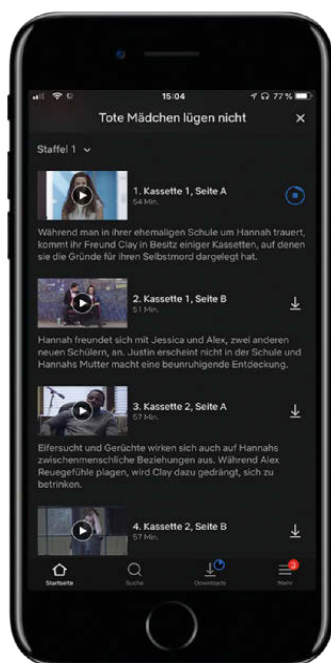 15:04
77 %
Tote Mädchen lügen nicht
Staffel 1
1. Kassette 1, Seite A
54 Min.
Während man in ihrer ehemaligen Schule um Hannah trauert,
kommt ihr Freund Clay in Besitz einiger Kassetten, auf denen
sie die Gründe für ihren Selbstmord dargelegt hat.
2. Kassette 1, Seite B
51 Min.
Hannah freundet sich mit Jessica und Alex, zwei anderen
neuen Schülern, an. Justin erscheint nicht in der Schule und
Hannahs Mutter macht eine beunruhigende Entdeckung.
3. Kassette 2, Seite A
57 Min.
Eifersucht und Gerüchte wirken sich auch auf Hannahs
zwischenmenschliche Beziehungen aus. Während Alex
Reuegefühle plagen, wird Clay dazu gedrängt, sich zu
betrinken.
4. Kassette 2, Seite B
57 Min.
3
Startseite Suche Downloads Mehr